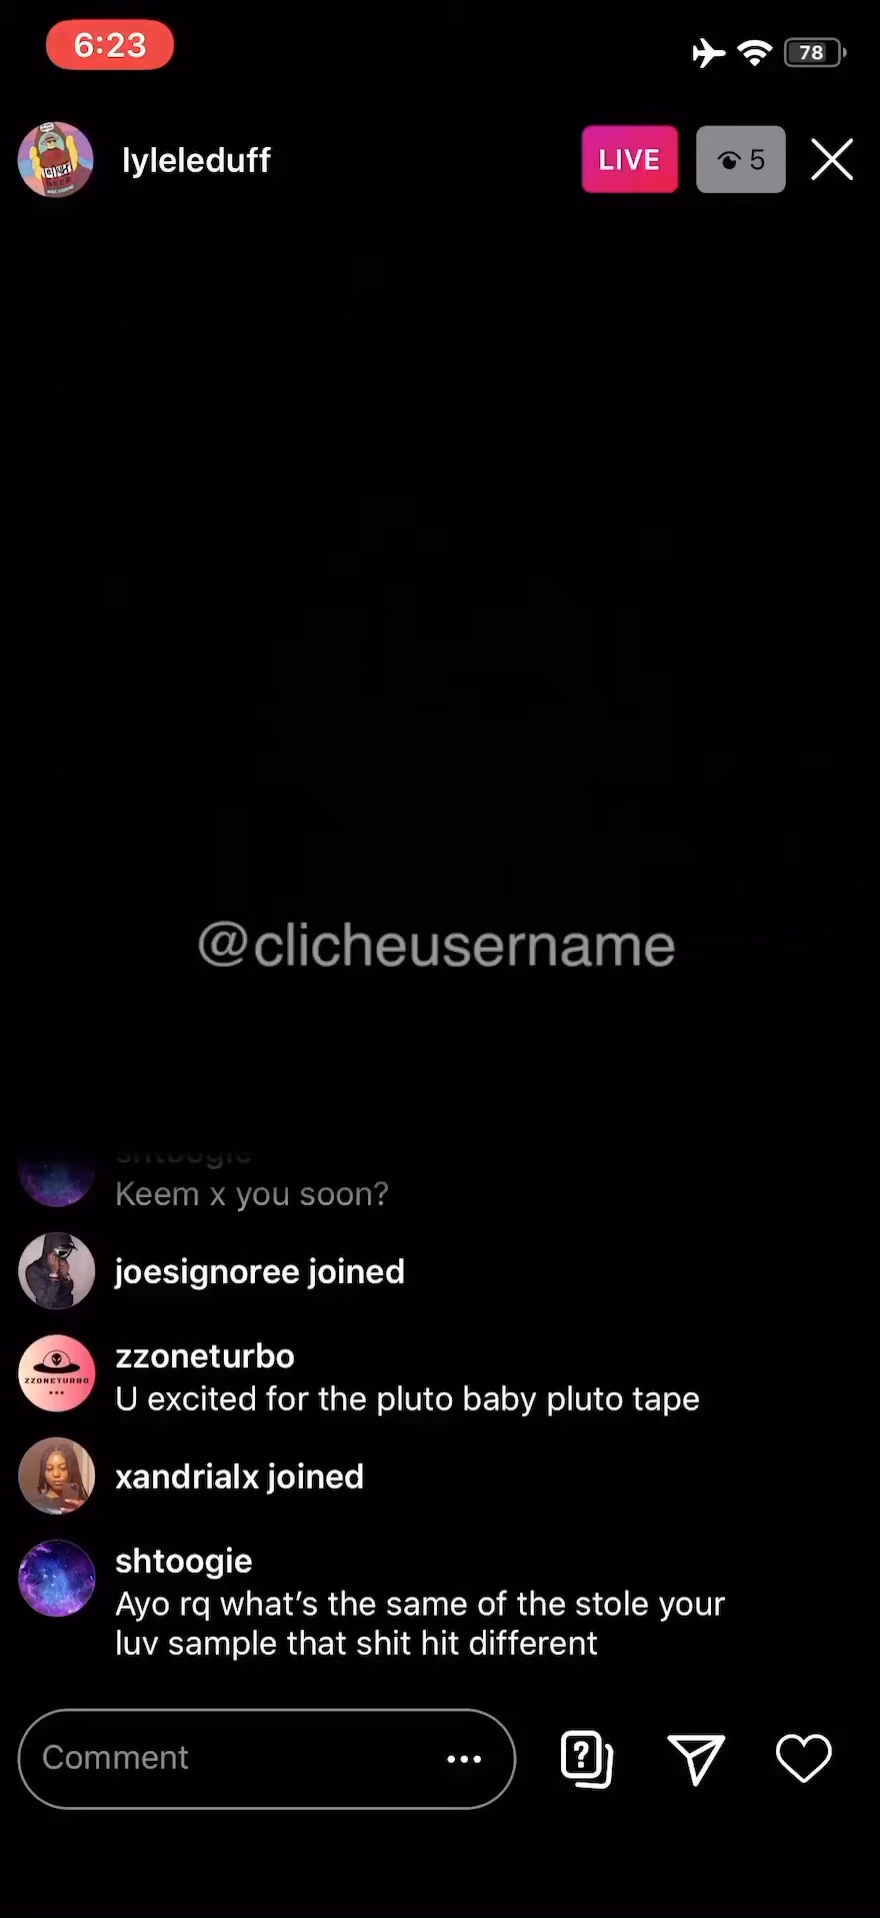 6:23
78
lyleleduff
LIVE
5
@clicheusername
shtoogie
Keem x you soon?
joesignoree joined
zzoneturbo
ZZONETURBO
U excited for the pluto baby pluto tape
xandrialx joined
shtoogie
Ayo rq what's the same of the stole your
luv sample that shit hit different
Comment